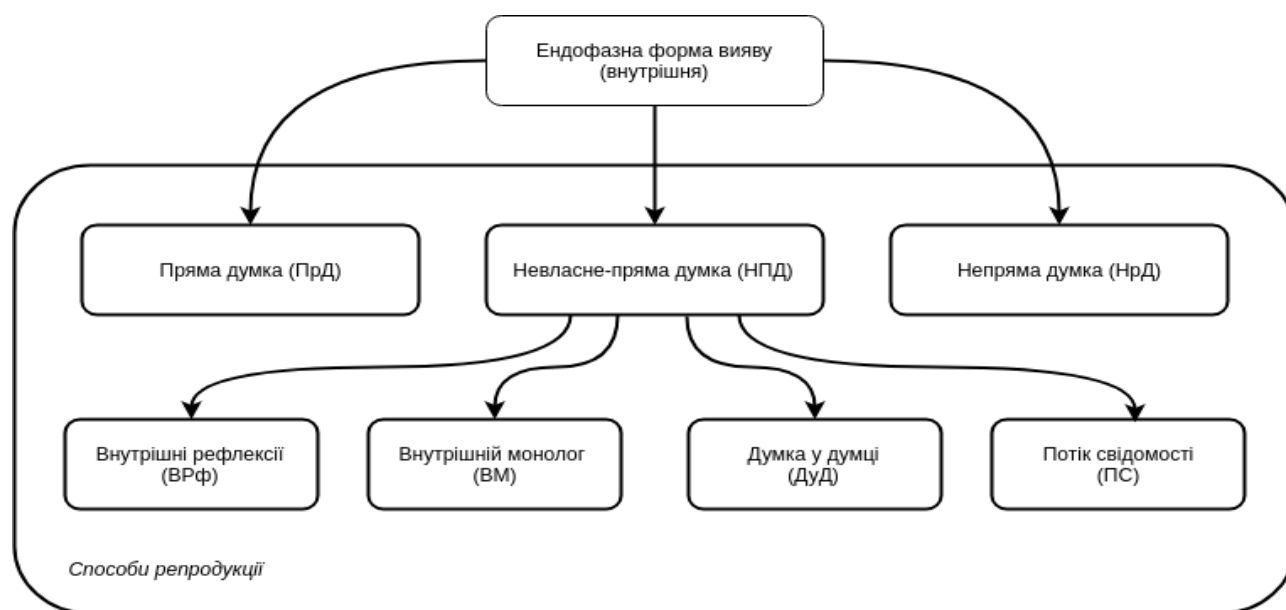 Ендофазна форма вияву
(внутрішня)
Пряма думка (ПрД)
Невласне-пряма думка (НПД)
Непряма думка (НрД)
Внутрішні рефлексії
(ВРф)
Внутрішній монолог
(ВМ)
Думка у думці
(ДуД)
Потік свідомості
(ПС)
Способи репродукції